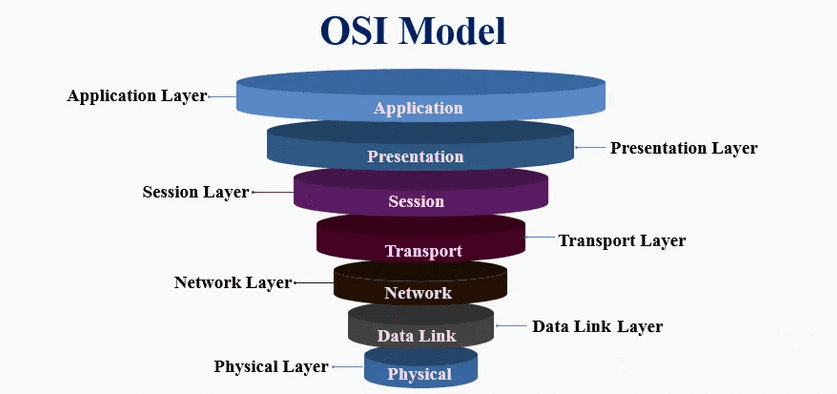 OSI Model
Application Layer
Application
Presentation
Presentation Layer
Session Layer
Session
Transport
Transport Layer
Network Layer
Network
Data Link
Data Link Layer
Physical Layer
Physical